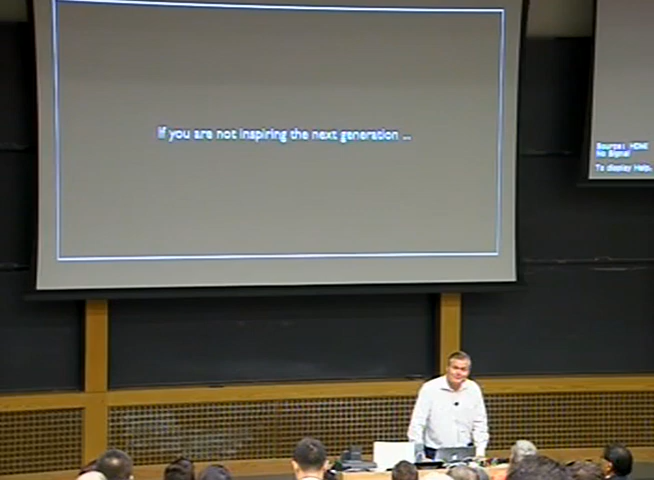 If you are not inspiring the next generation ...
Source: HDMI
No Signal
To display Help,